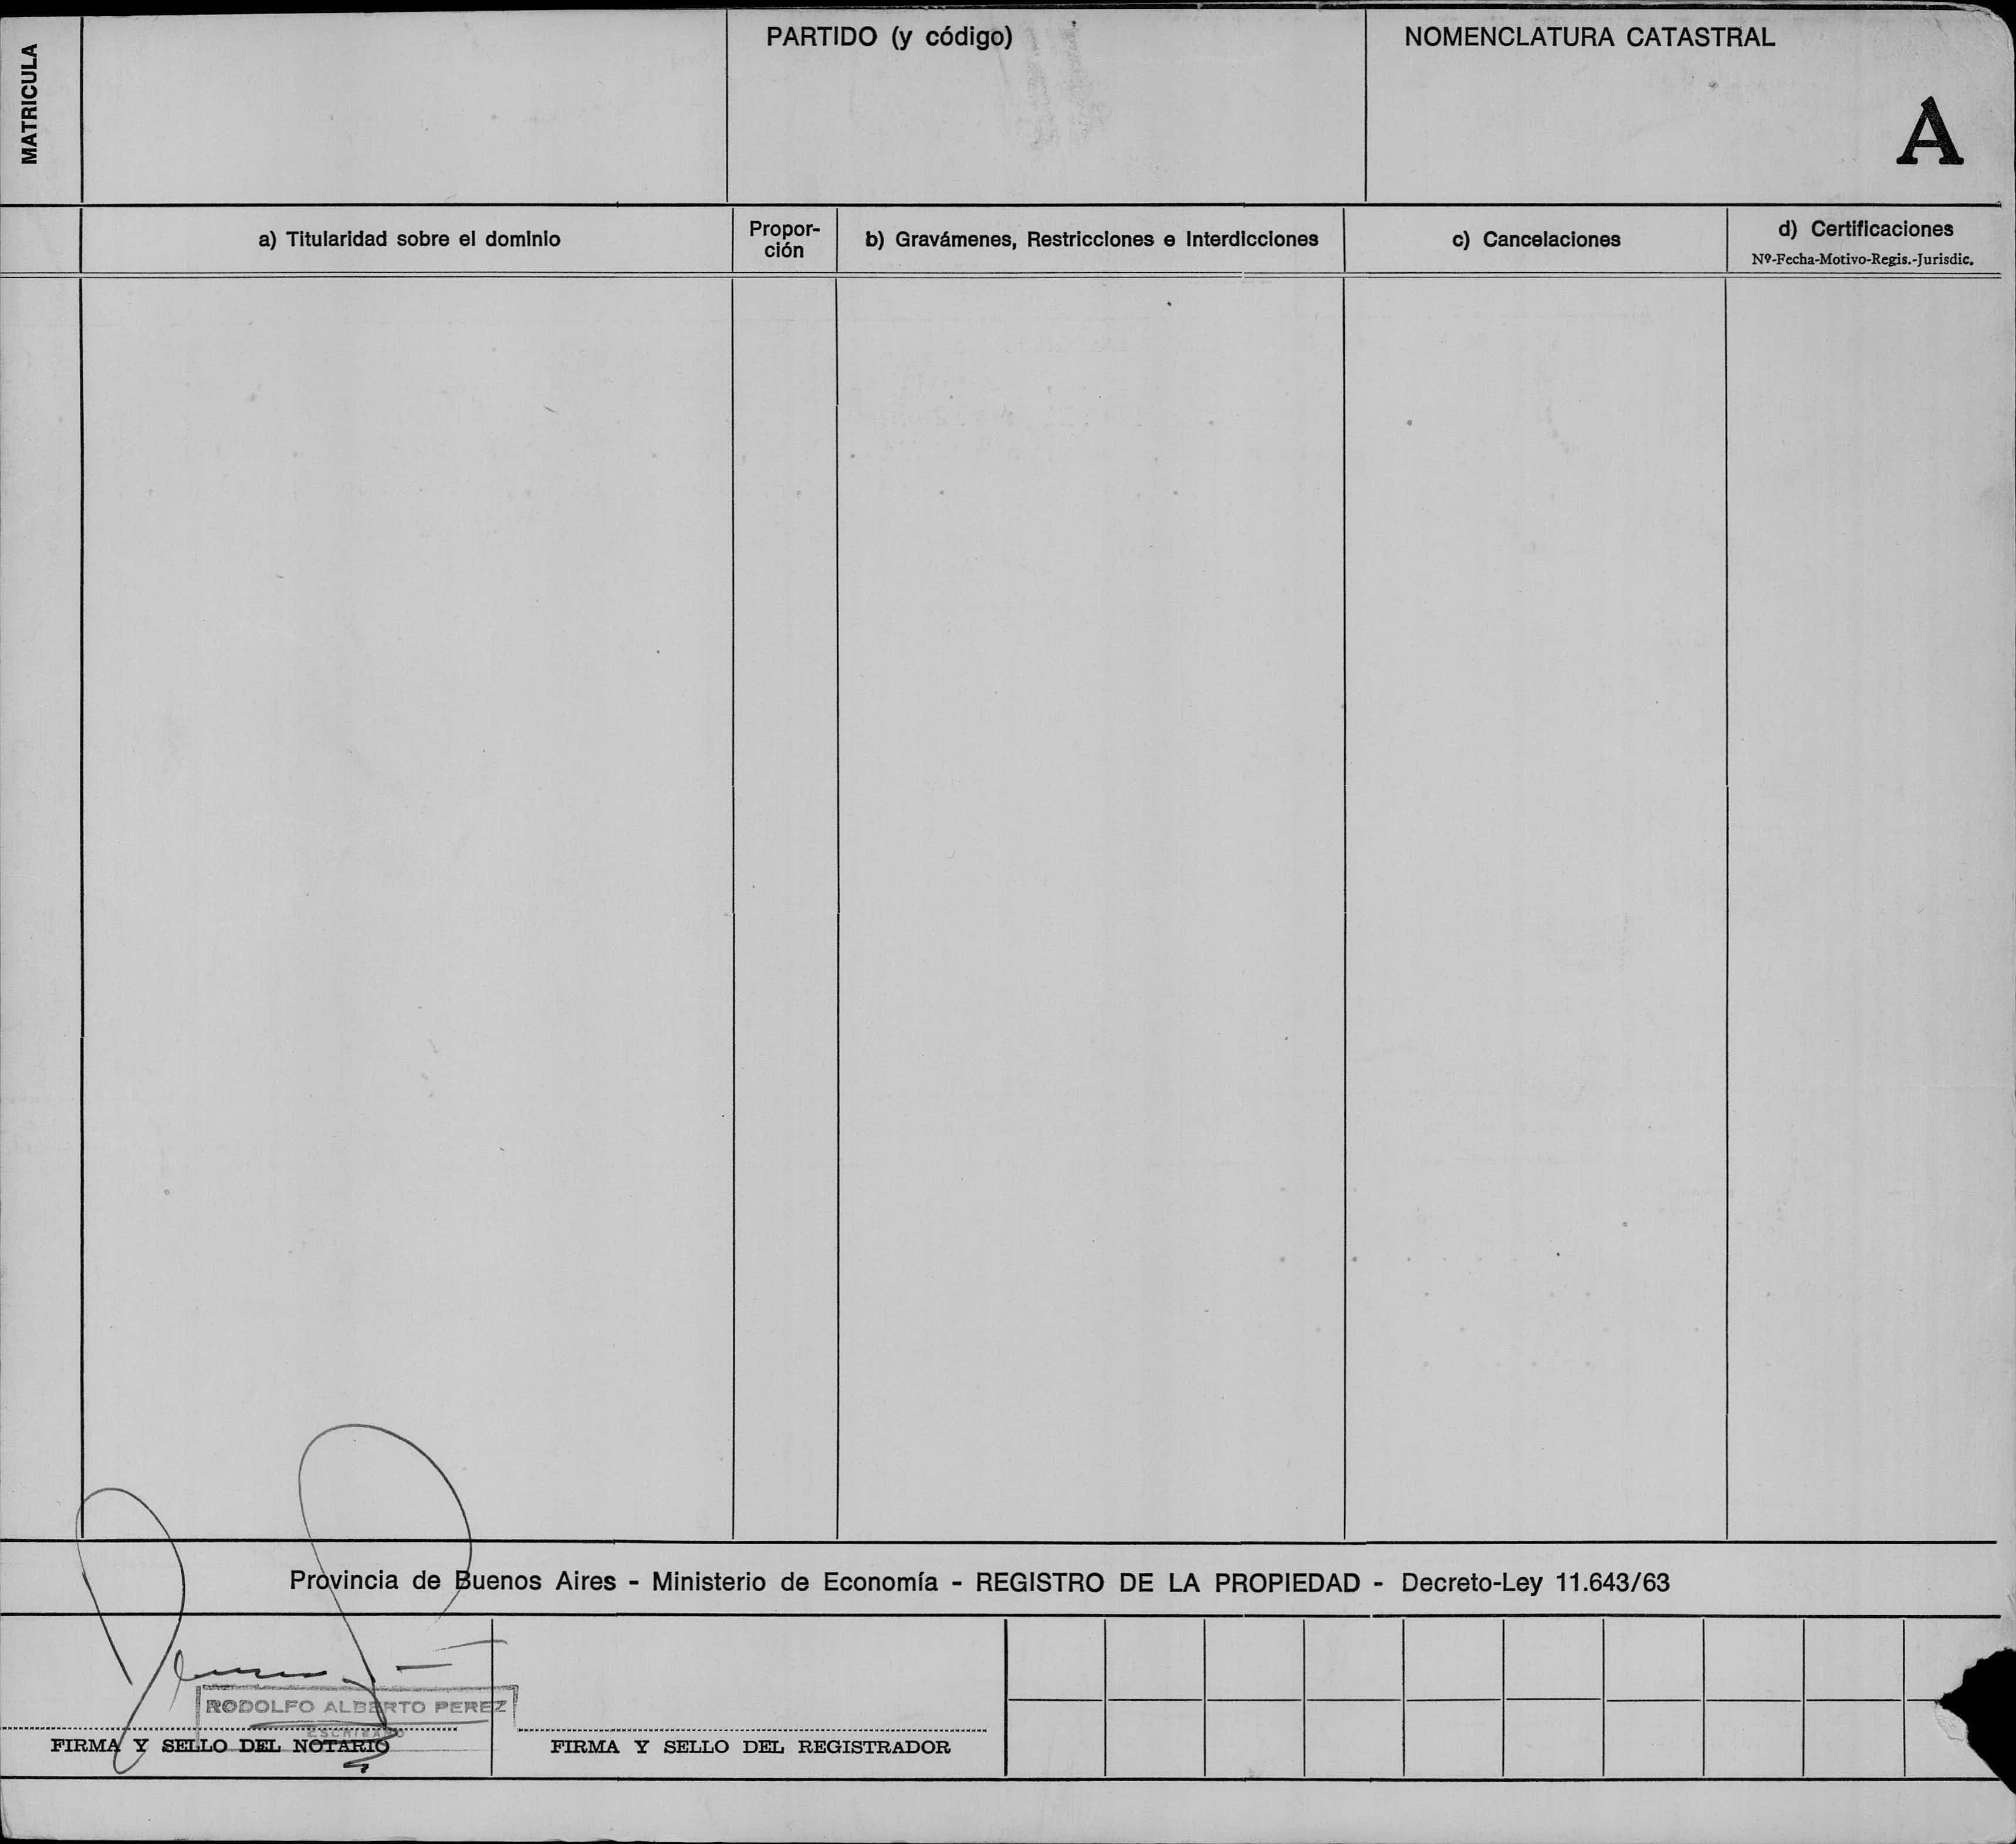 MATRICULA
PARTIDO (y código)
NOMENCLATURA CATASTRAL
A
a) Titularidad sobre el dominio
Propor-
ción
b) Gravámenes, Restricciones e Interdicciones
c) Cancelaciones
d) Certificaciones
Nº-Fecha-Motivo-Regis.-Jurisdic.
Provincia de Buenos Aires - Ministerio de Economía - REGISTRO DE LA PROPIEDAD - Decreto-Ley 11.643/63
RODOLFO ALBERTO PEREZ
ESCRIBANO
FIRMA Y SELLO DEL NOTARIO
FIRMA Y SELLO DEL REGISTRADOR